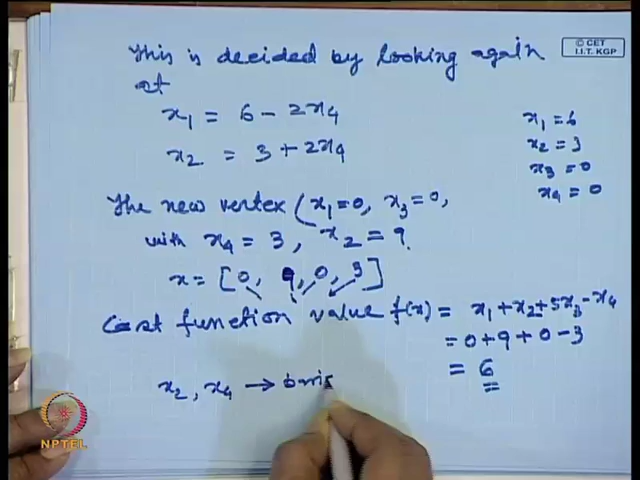 This is decided by looking again
at
© CET
I.I.T. KGP
x₁ = 6 - 2x₄
x₂ = 3 + 2x₄
x₁ = 6
x₂ = 3
x₃ = 0
x₄ = 0
The new vertex (x₁=0, x₃=0,
with x₄ = 3, x₂ = 9.
x = [0, 9, 0, 3]
Cost function value f(x) = x₁+x₂+5x₃-x₄
= 0+9+0-3
= 6
x₂, x₄ → basi
NPTEL